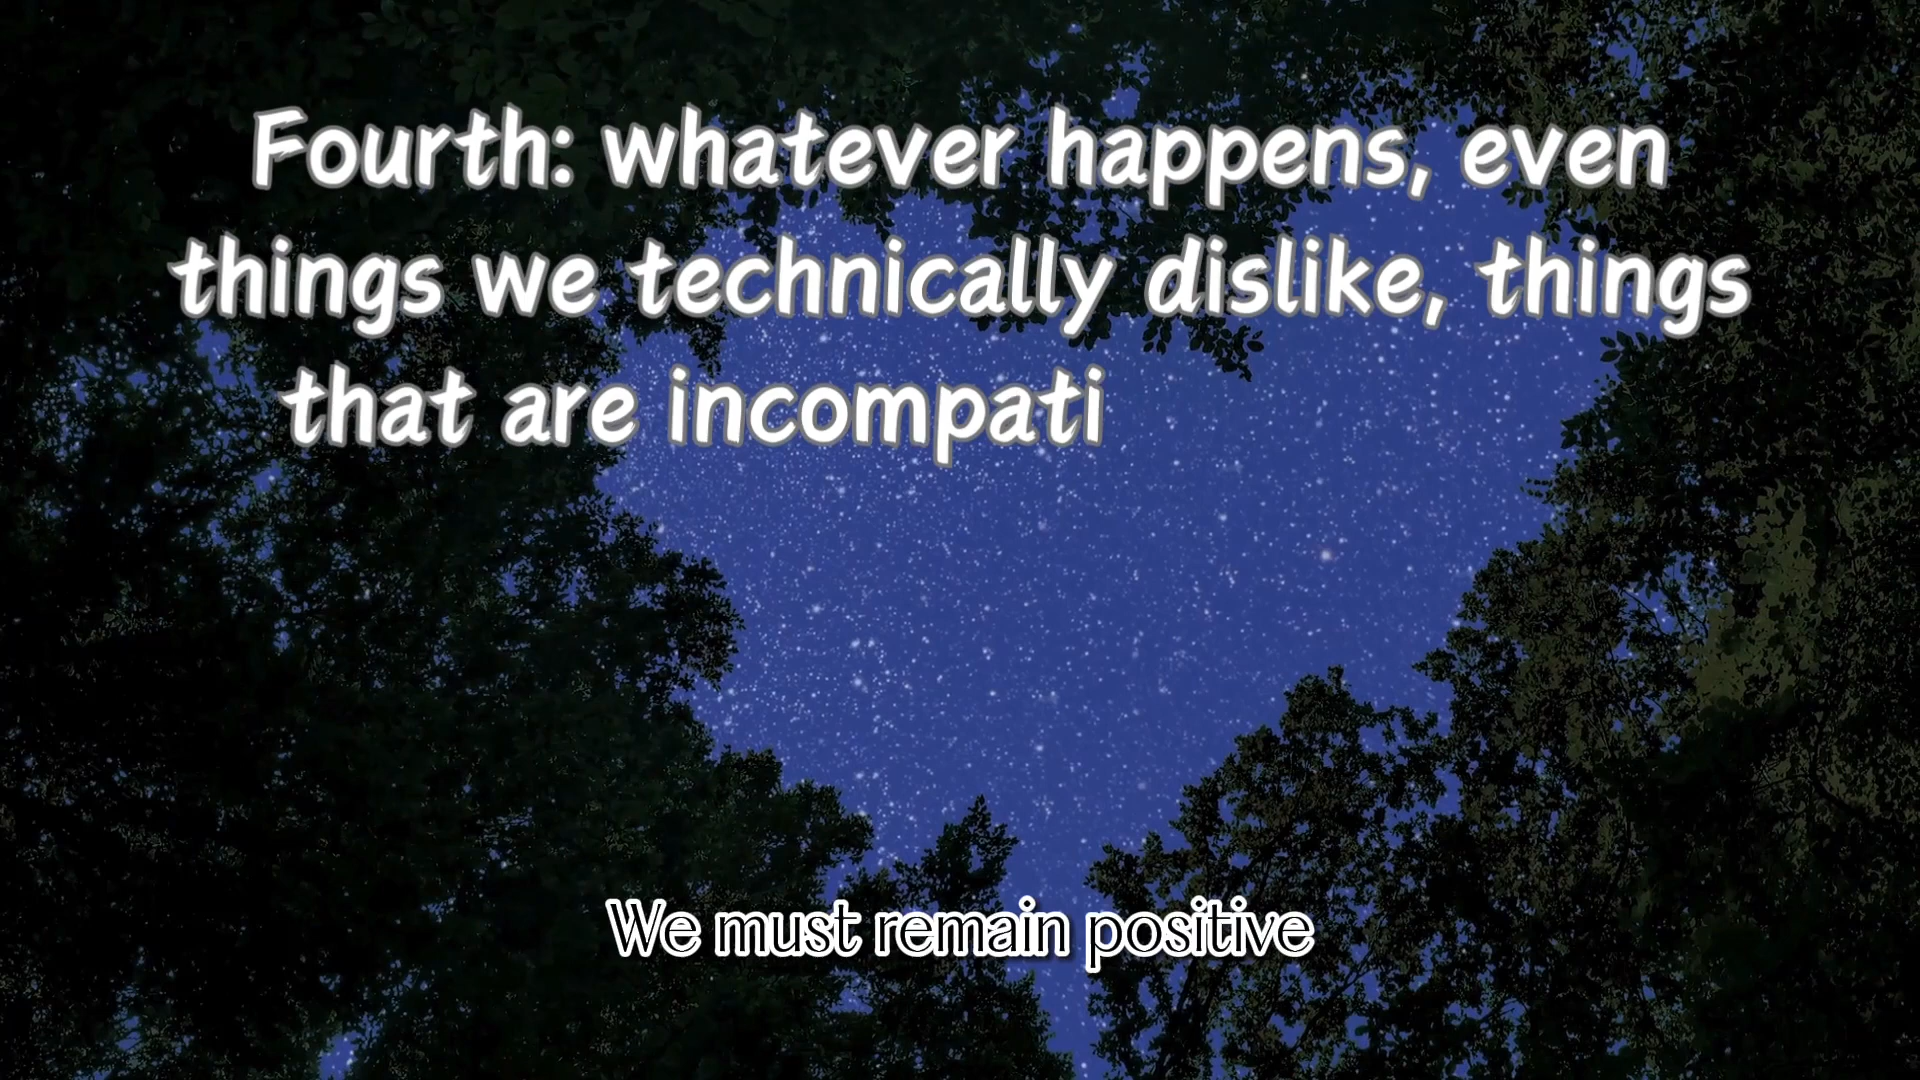 Fourth: whatever happens, even
things we technically dislike, things
that are incompati
We must remain positive